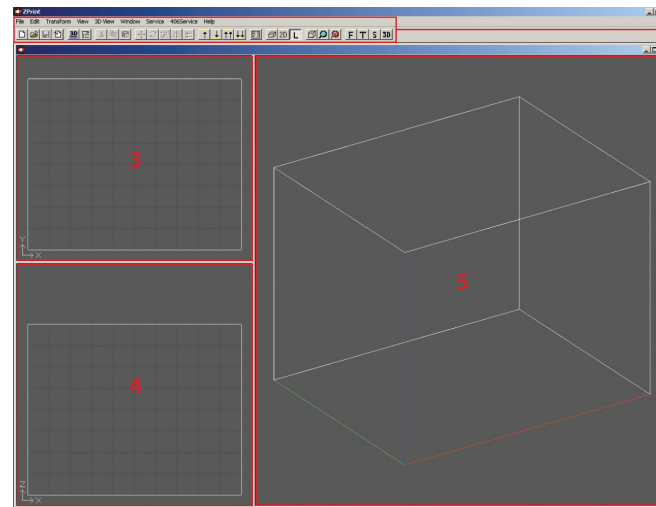 ZPrint
File Edit Transform View 3D View Window Service 406Service Help
3D 2D L F T S 3D
3
Y
X
5
4
Z
X